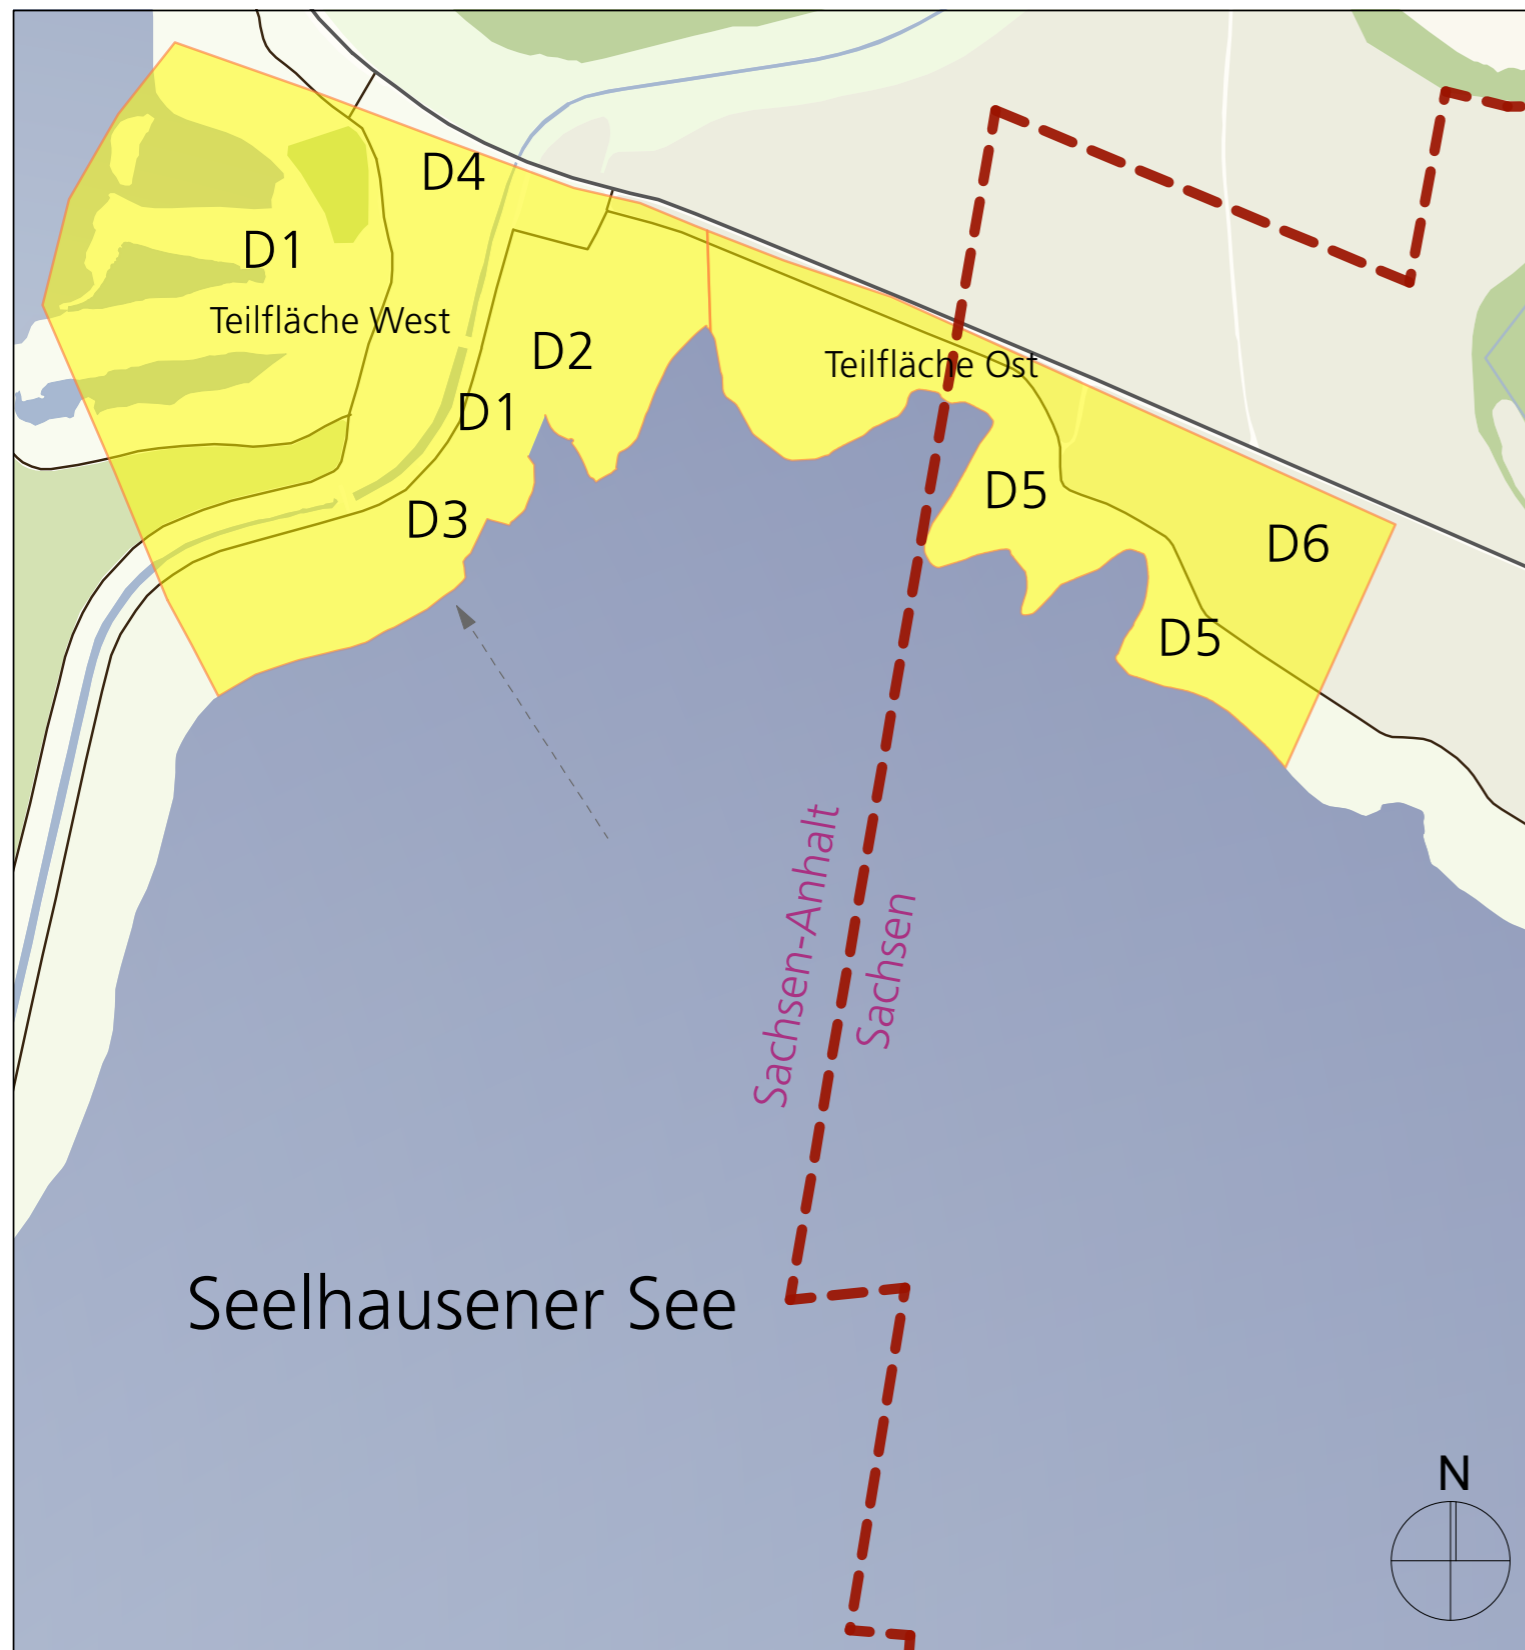 D4
D1
Teilfläche West
D2
Teilfläche Ost
D1
D5
D3
D6
D5
Sachsen-Anhalt
Sachsen
Seelhausener See
N